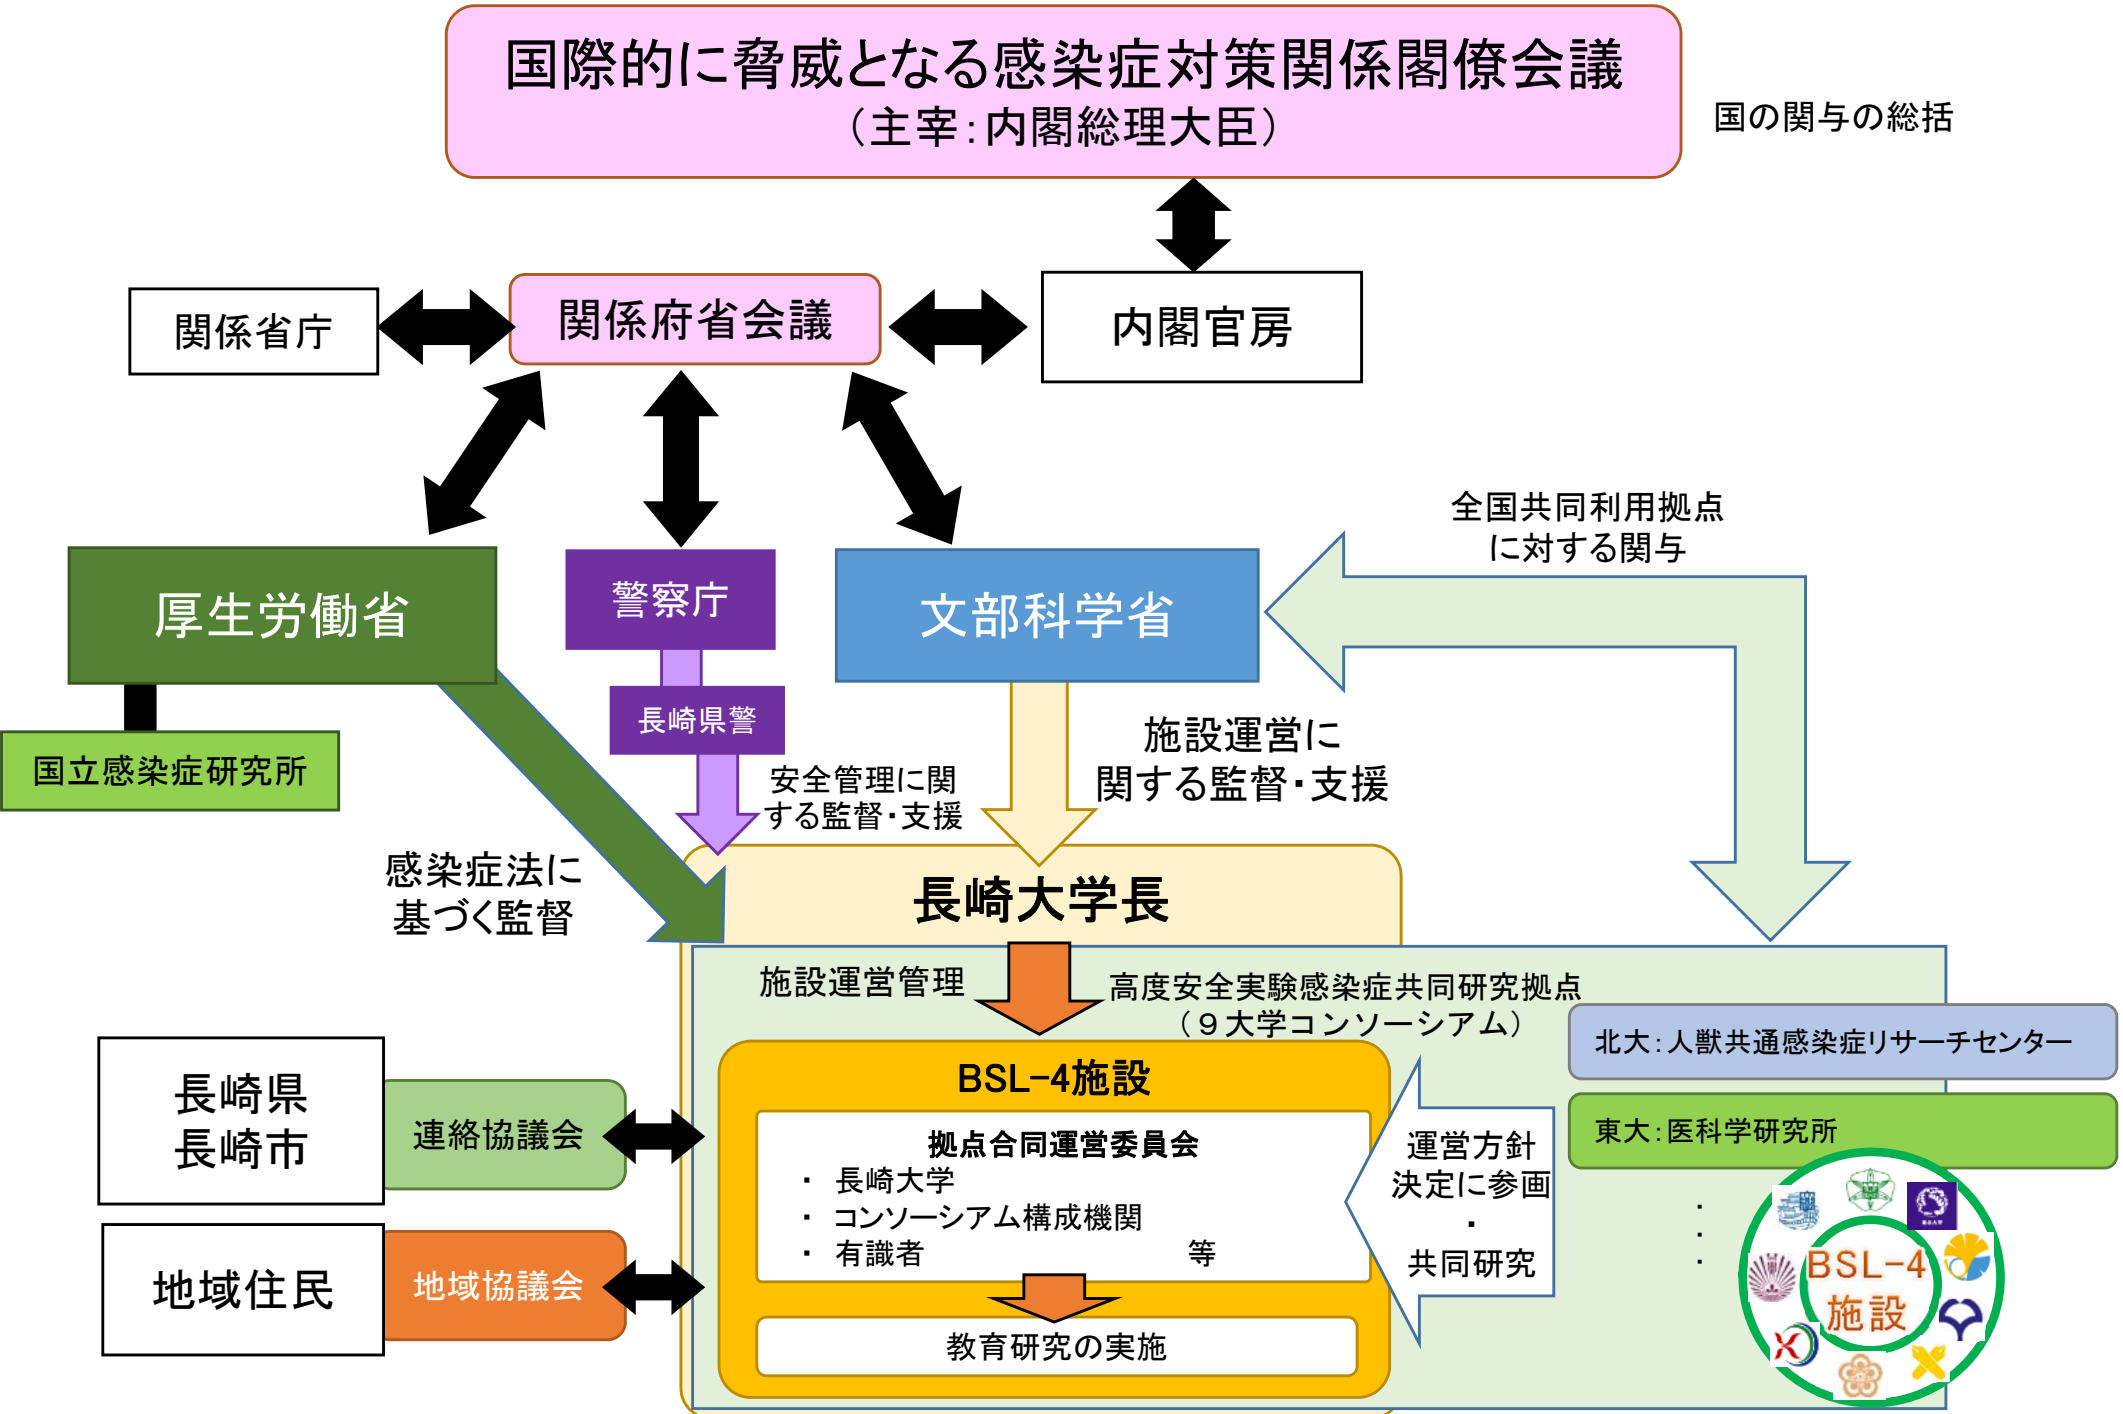 国際的に脅威となる感染症対策関係閣僚会議
（主宰：内閣総理大臣）
国の関与の総括
関係省庁
関係府省会議
内閣官房
全国共同利用拠点
に対する関与
厚生労働省
警察庁
文部科学省
長崎県警
国立感染症研究所
施設運営に
関する監督・支援
安全管理に関
する監督・支援
感染症法に
基づく監督
長崎大学長
施設運営管理
高度安全実験感染症共同研究拠点
（９大学コンソーシアム）
北大：人獣共通感染症リサーチセンター
東大：医科学研究所
・
・
・
長崎県
長崎市
連絡協議会
地域住民
地域協議会
BSL-4施設
拠点合同運営委員会
・ 長崎大学
・ コンソーシアム構成機関
・ 有識者 等
教育研究の実施
運営方針
決定に参画
・
共同研究
BSL-4
施設